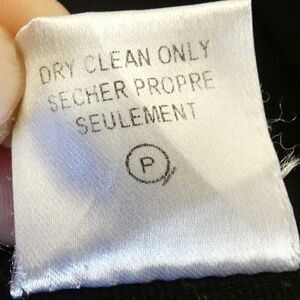 DRY CLEAN ONLY
SECHER PROPRE
SEULEMENT
P